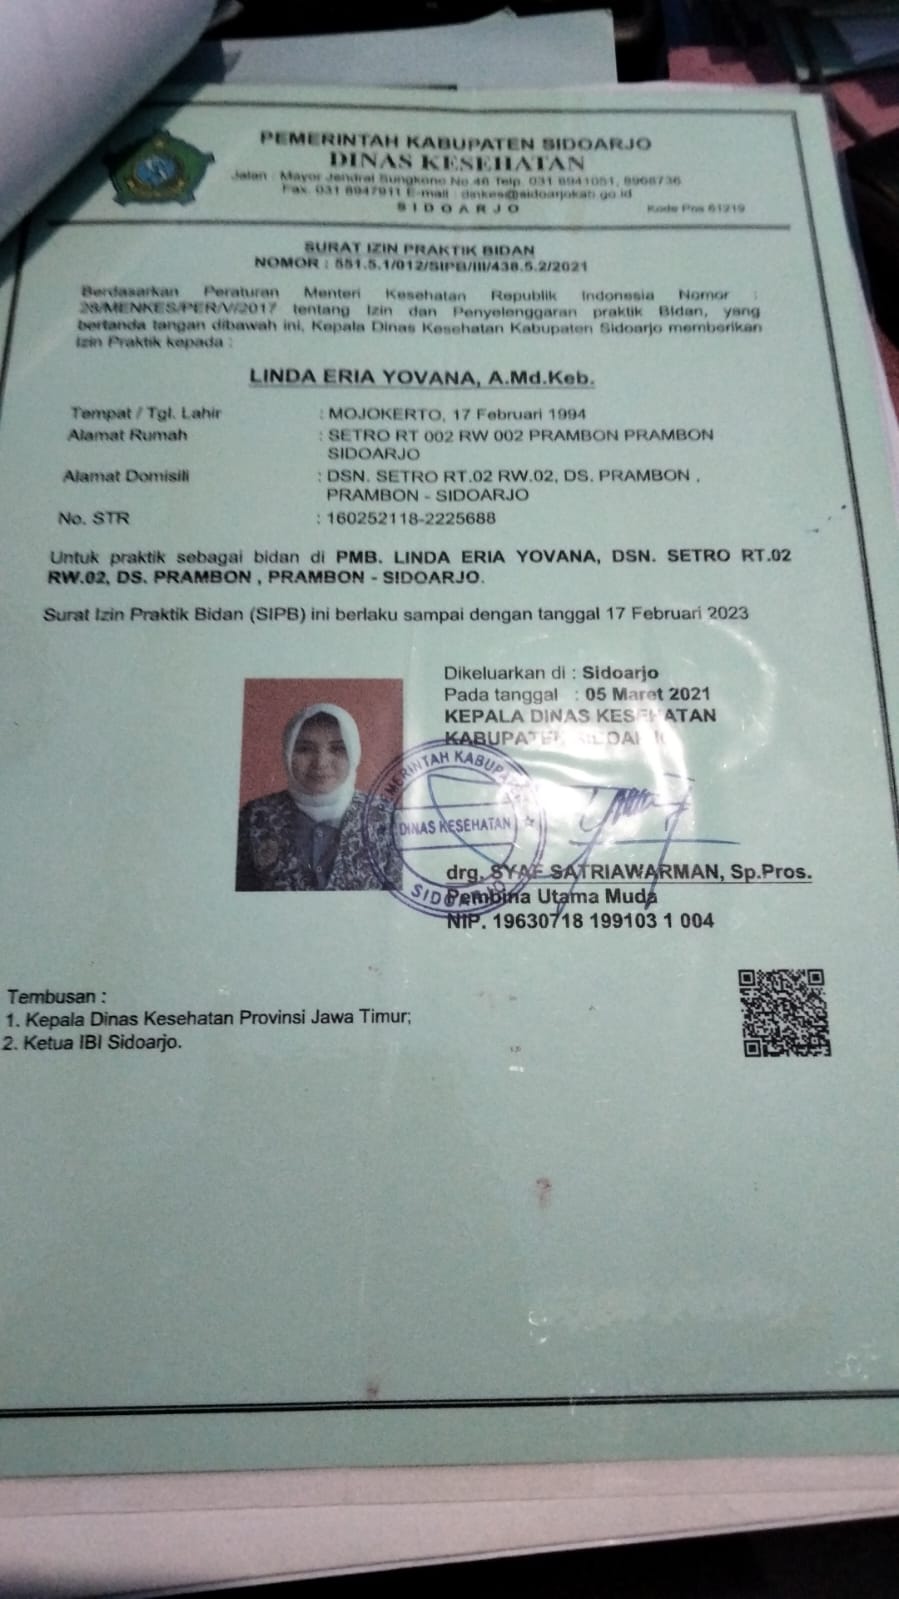 PEMERINTAH KABUPATEN SIDOARJO
DINAS KESEHATAN
Jalan : Mayor Jendral Sungkono No.46 Telp. 031 8941051, 8968736
Fax. 031 8947911 E-mail : dinkes@sidoarjokab.go.id
SIDOARJO Kode Pos 61219
SURAT IZIN PRAKTIK BIDAN
NOMOR : 551.5.1/012/SIPB/III/438.5.2/2021
Berdasarkan Peraturan Menteri Kesehatan Republik Indonesia Nomor :
28/MENKES/PER/V/2017 tentang Izin dan Penyelenggaran praktik Bidan, yang
bertanda tangan dibawah ini, Kepala Dinas Kesehatan Kabupaten Sidoarjo memberikan
Izin Praktik kepada :
LINDA ERIA YOVANA, A.Md.Keb.
Tempat / Tgl. Lahir : MOJOKERTO, 17 Februari 1994
Alamat Rumah : SETRO RT 002 RW 002 PRAMBON PRAMBON
SIDOARJO
Alamat Domisili : DSN. SETRO RT.02 RW.02, DS. PRAMBON ,
PRAMBON - SIDOARJO
No. STR : 160252118-2225688
Untuk praktik sebagai bidan di PMB. LINDA ERIA YOVANA, DSN. SETRO RT.02
RW.02, DS. PRAMBON , PRAMBON - SIDOARJO.
Surat Izin Praktik Bidan (SIPB) ini berlaku sampai dengan tanggal 17 Februari 2023
Dikeluarkan di : Sidoarjo
Pada tanggal : 05 Maret 2021
KEPALA DINAS KESEHATAN
KABUPATEN SIDOARJO
PEMERINTAH KABUPATEN
DINAS KESEHATAN
SIDOARJO
drg. SYAF SATRIAWARMAN, Sp.Pros.
Pembina Utama Muda
NIP. 19630718 199103 1 004
Tembusan :
1. Kepala Dinas Kesehatan Provinsi Jawa Timur;
2. Ketua IBI Sidoarjo.